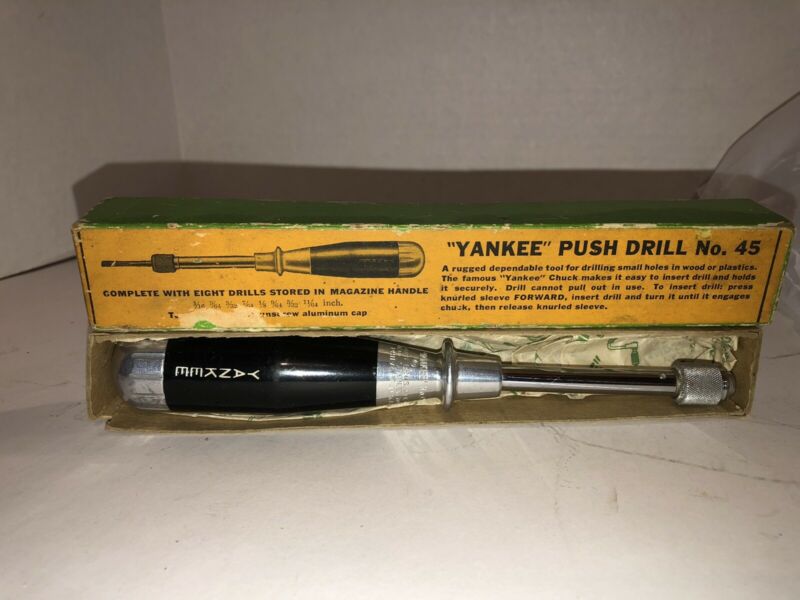 "YANKEE" PUSH DRILL No. 45
A rugged dependable tool for drilling small holes in wood or plastics.
The famous "Yankee" Chuck makes it easy to insert drill and holds
it securely. Drill cannot pull out in use. To insert drill: press
knurled sleeve FORWARD, insert drill and turn it until it engages
chuck, then release knurled sleeve.
COMPLETE WITH EIGHT DRILLS STORED IN MAGAZINE HANDLE
inch.
aluminum cap
YANKEE